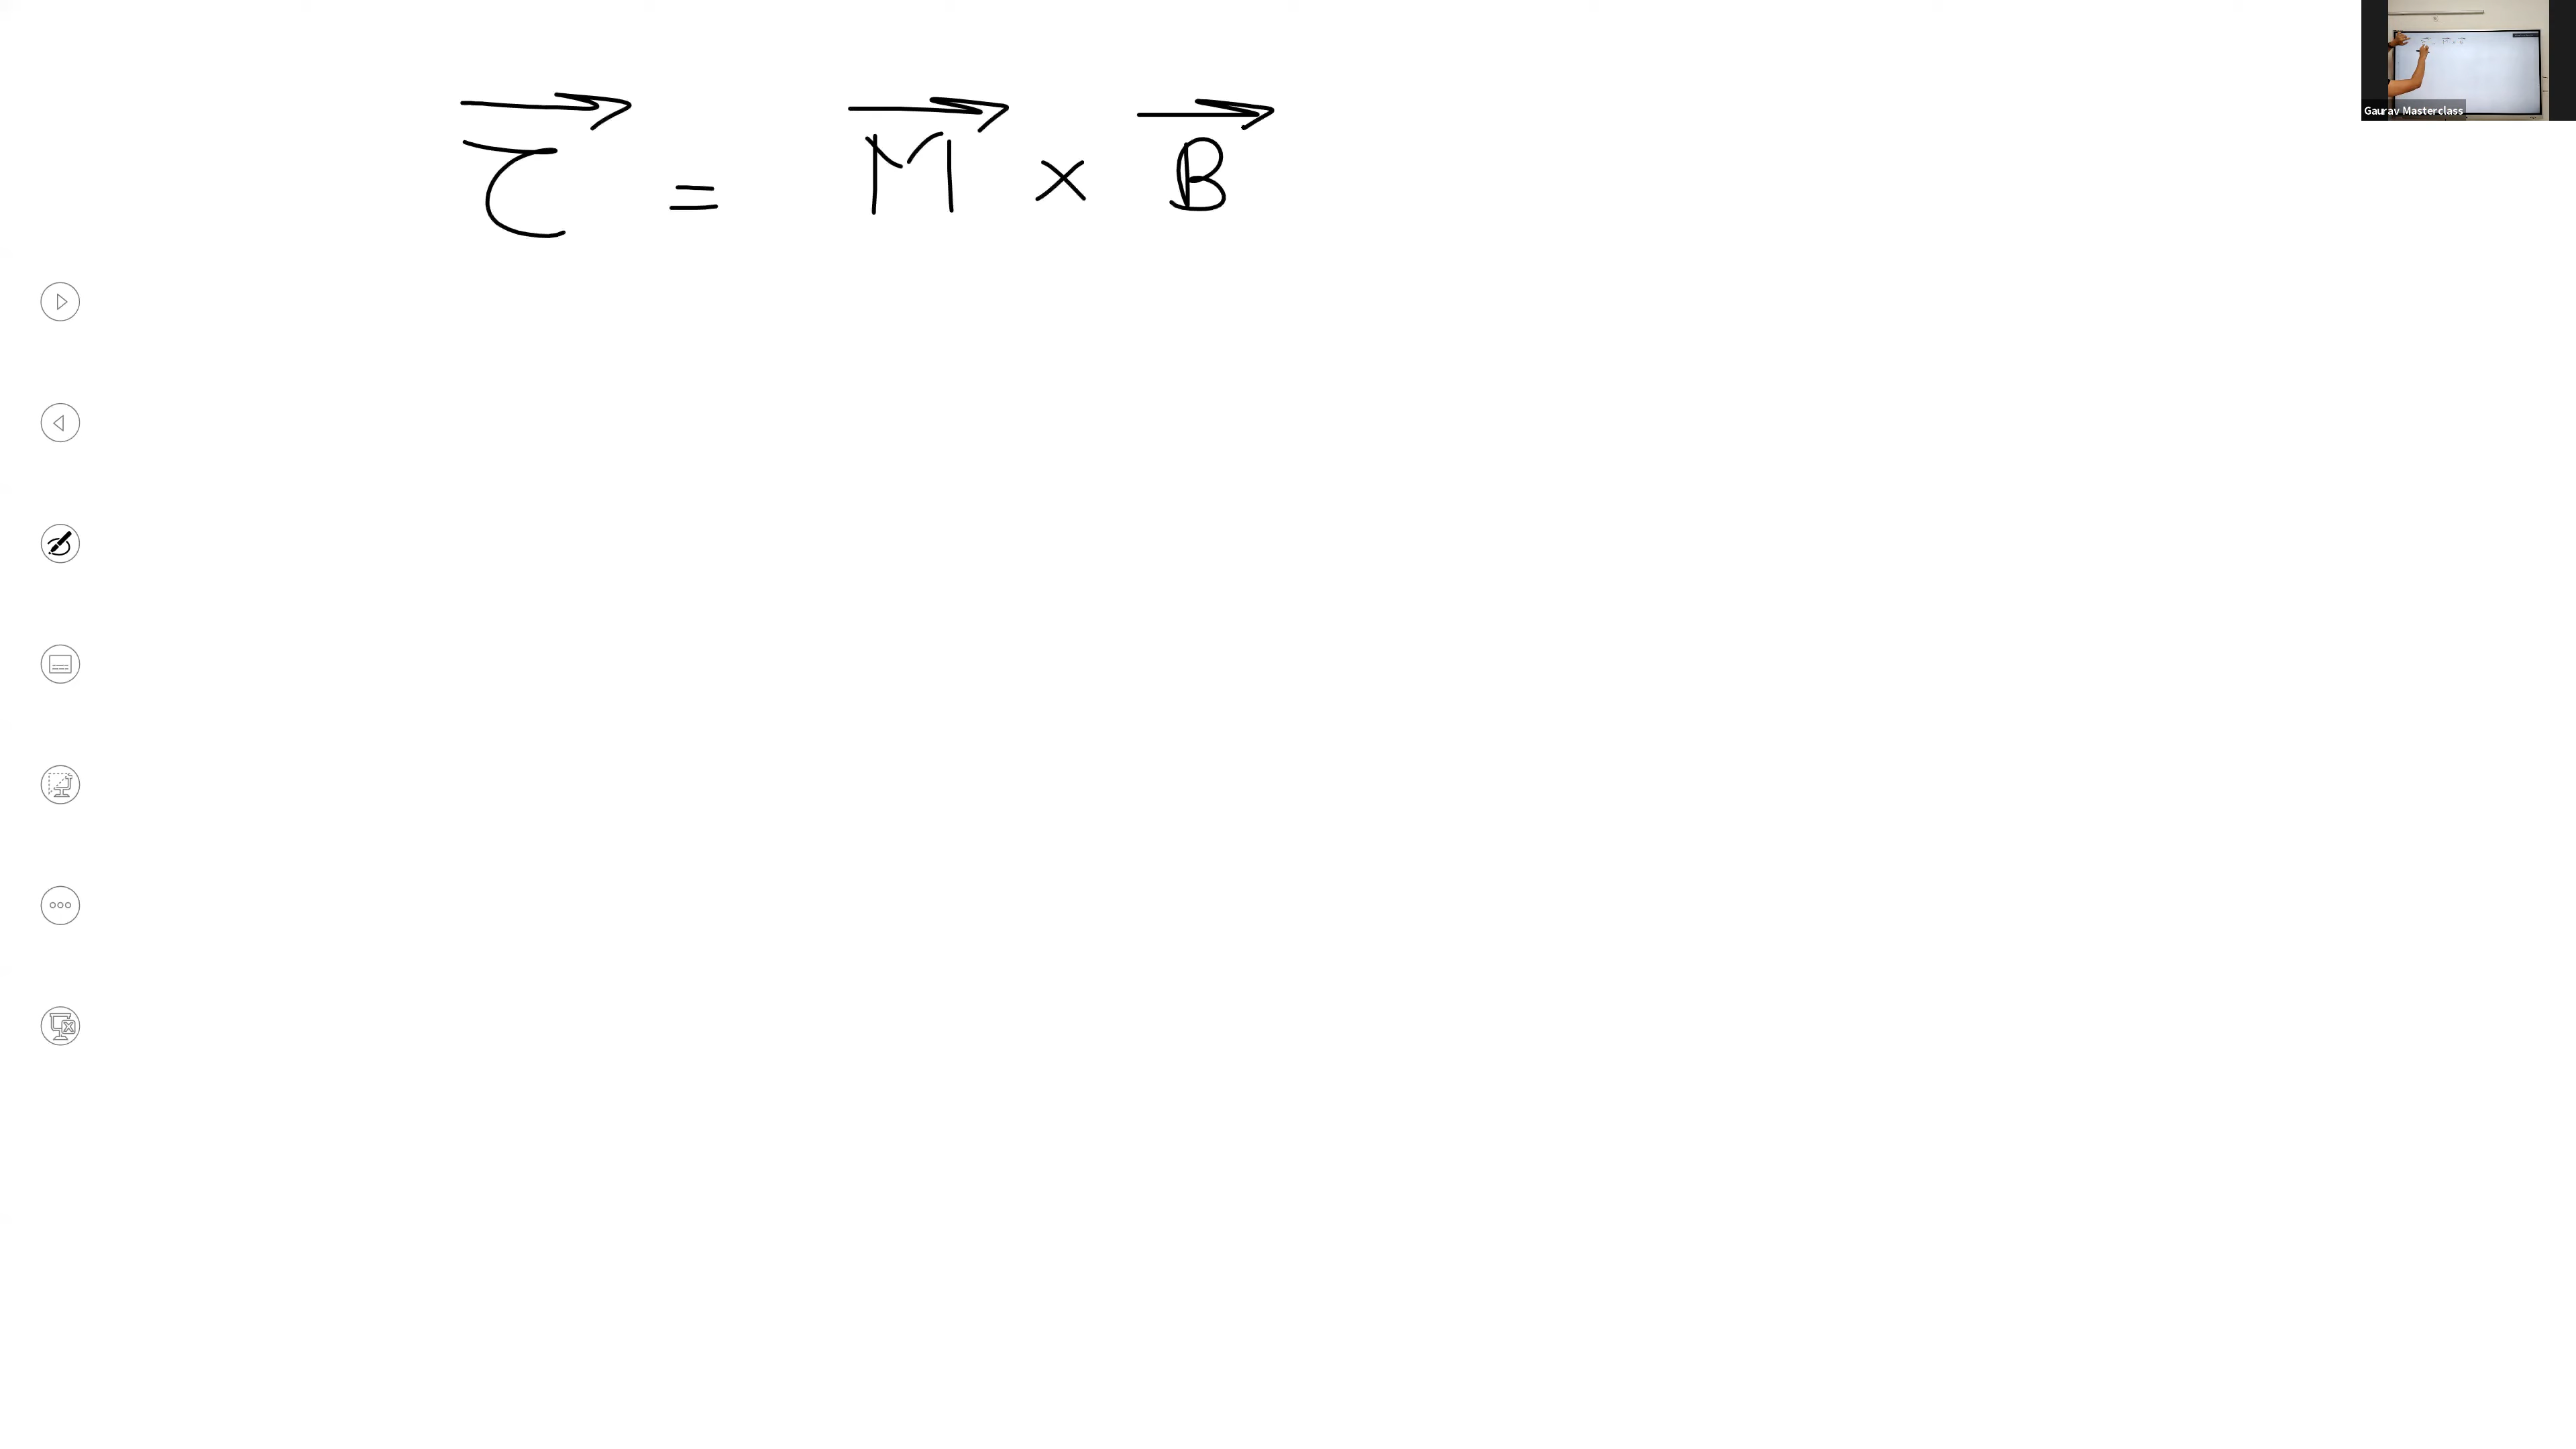 τ⃗ = M⃗ × B⃗
Gaurav Masterclass